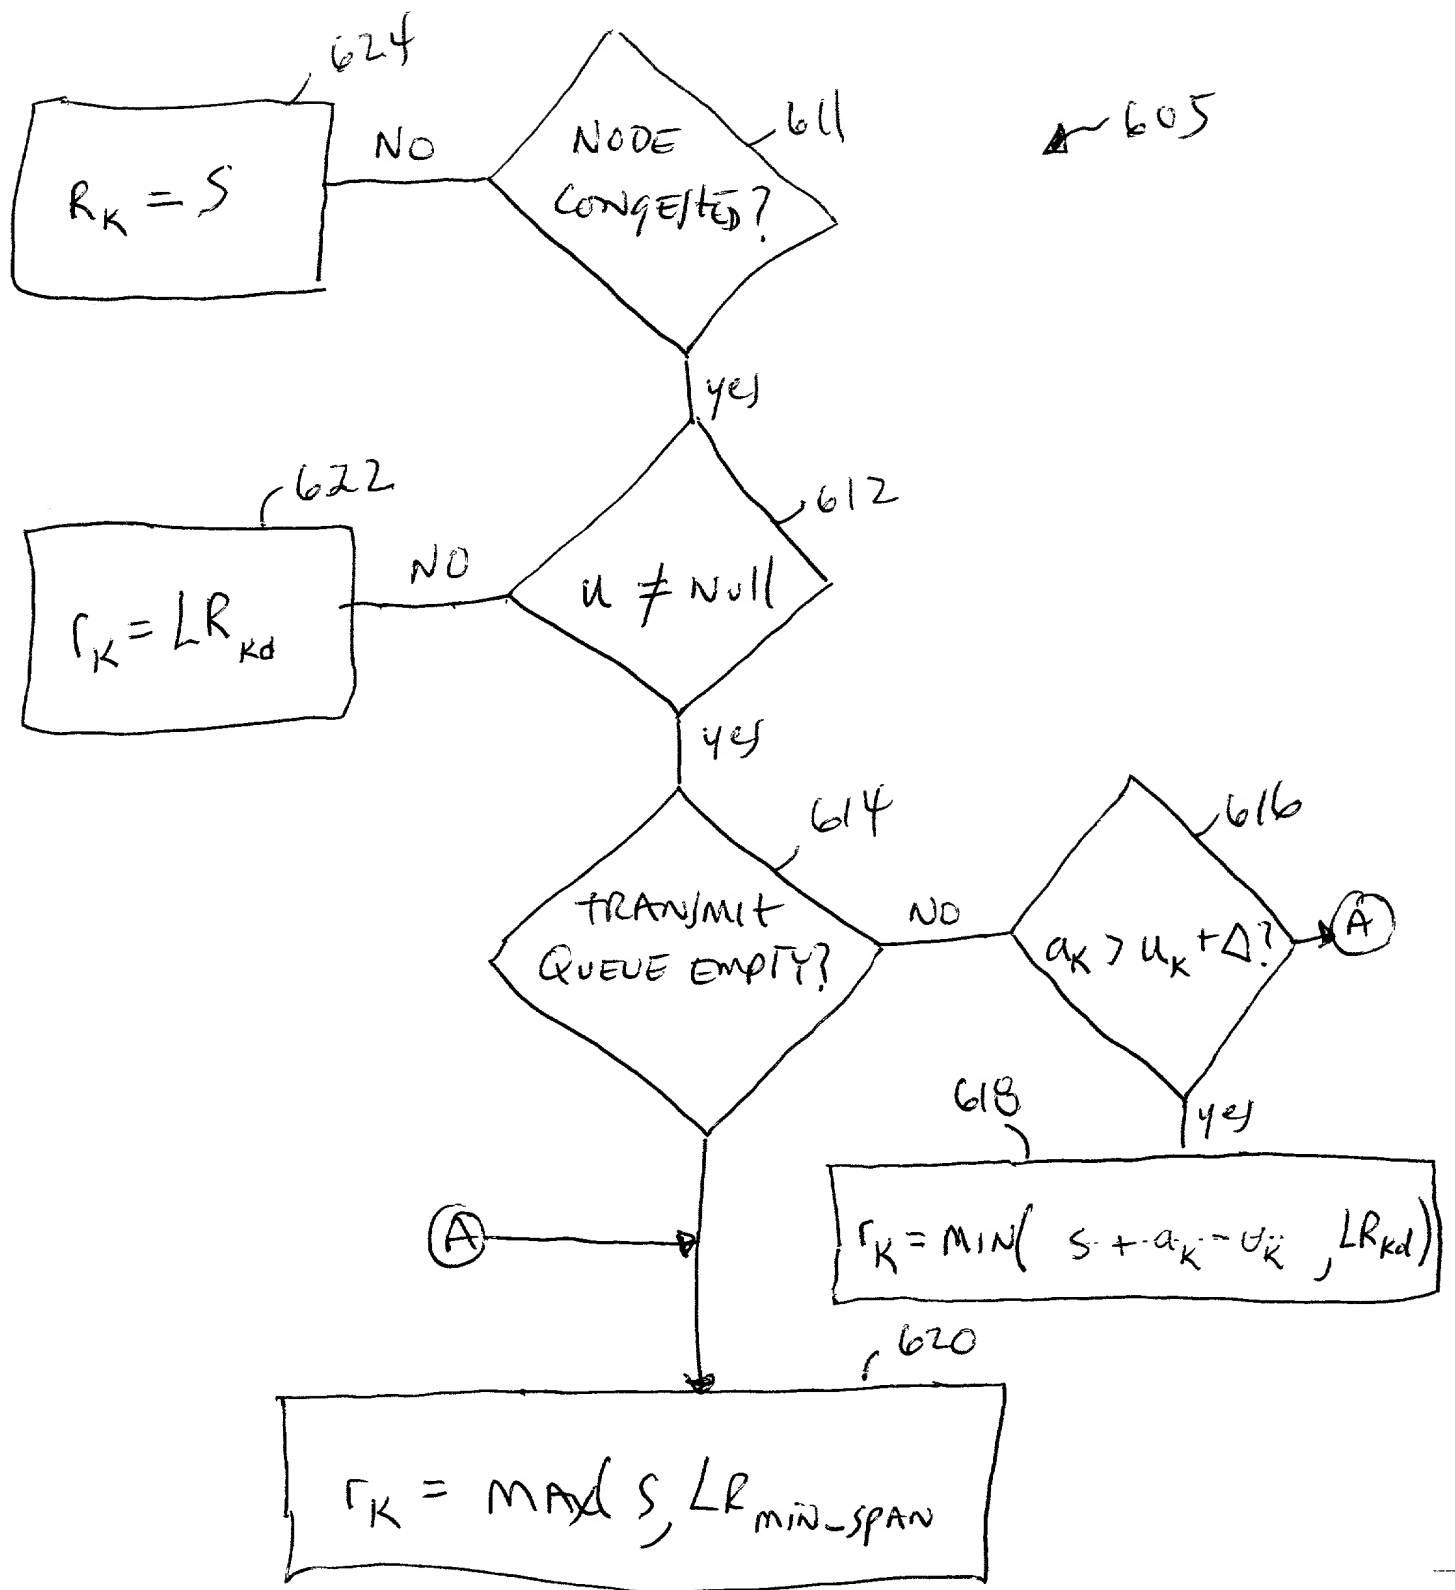 624
611
605
NO
NODE
CONGESTED?
R_K = S
yes
622
612
NO
u ≠ Null
r_K = LR_Kd
yes
614
616
TRANSMIT
QUEUE EMPTY?
NO
a_K > u_K + Δ?
A
618
yes
A
r_K = MIN( S + a_K - u_K , LR_Kd)
620
r_K = MAX( S, LR_MIN_SPAN